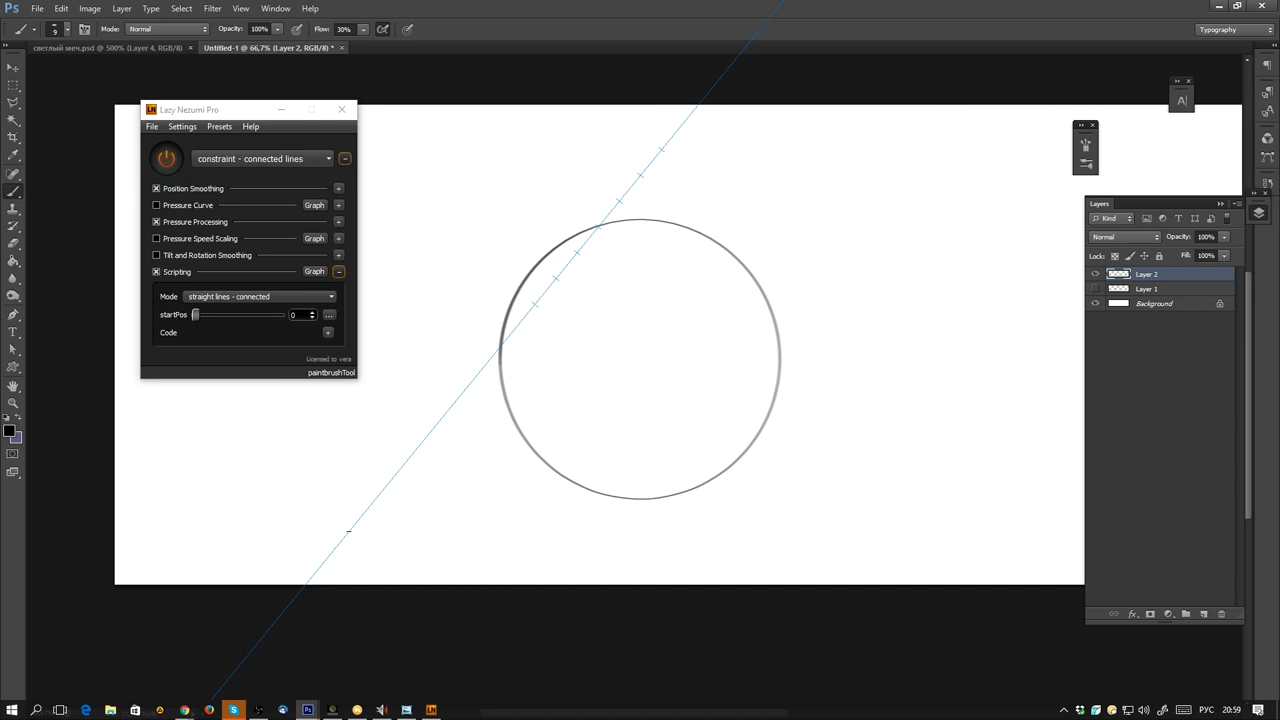 Ps File Edit Image Layer Type Select Filter View Window Help
9 Mode: Normal Opacity: 100% Flow: 30% Typography
светлый меч.psd @ 500% (Layer 4, RGB/8) × Untitled-1 @ 66,7% (Layer 2, RGB/8) * ×
A
LN Lazy Nezumi Pro
File Settings Presets Help
constraint - connected lines
Position Smoothing
Pressure Curve Graph
Pressure Processing
Pressure Speed Scaling Graph
Tilt and Rotation Smoothing
Scripting Graph
Mode straight lines - connected
startPos 0 ...
Code
Licensed to vera
paintbrushTool
Layers
Kind
Normal Opacity: 100%
Lock: Fill: 100%
Layer 2
Layer 1
Background
РУС 20:59